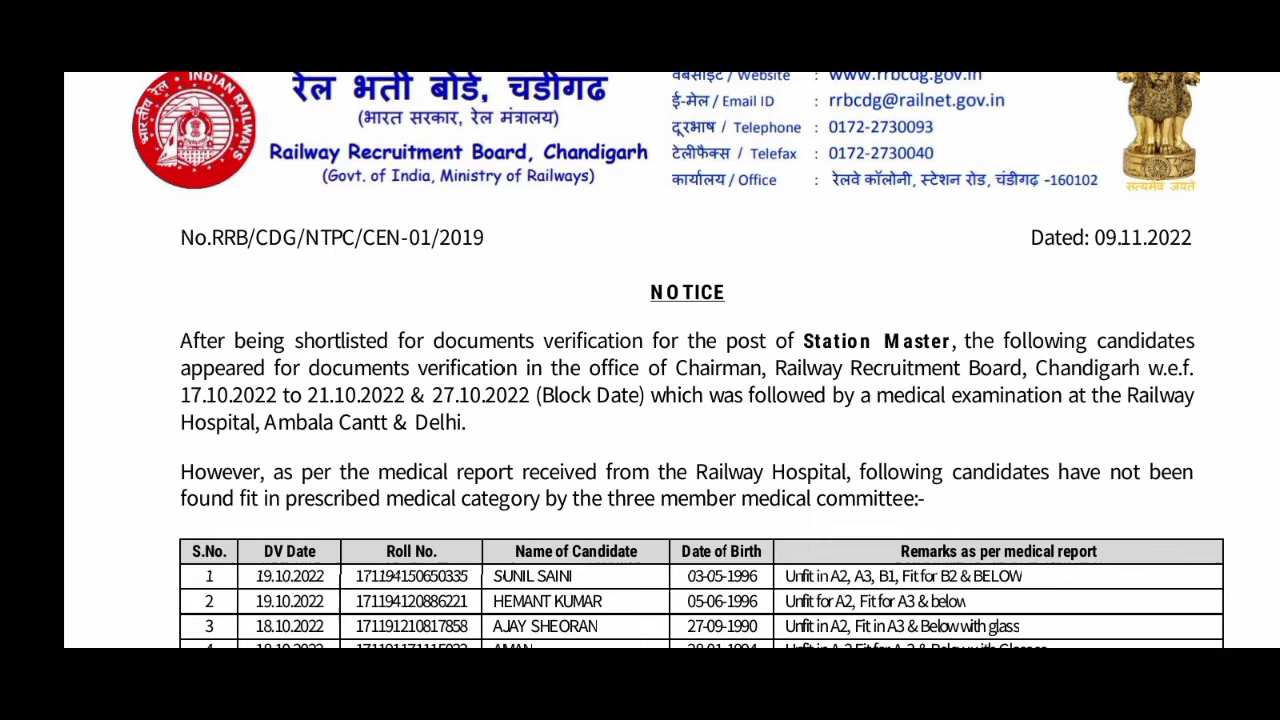 INDIAN RAILWAYS
भारतीय रेल
रेल भर्ती बोर्ड, चंडीगढ
(भारत सरकार, रेल मंत्रालय)
Railway Recruitment Board, Chandigarh
(Govt. of India, Ministry of Railways)
वेबसाइट / Website : www.rrbcdg.gov.in
ई-मेल / Email ID : rrbcdg@railnet.gov.in
दूरभाष / Telephone : 0172-2730093
टेलीफैक्स / Telefax : 0172-2730040
कार्यालय / Office : रेलवे कॉलोनी, स्टेशन रोड, चंडीगढ़ -160102
सत्यमेव जयते
No.RRB/CDG/NTPC/CEN-01/2019 Dated: 09.11.2022
NOTICE
After being shortlisted for documents verification for the post of Station Master, the following candidates
appeared for documents verification in the office of Chairman, Railway Recruitment Board, Chandigarh w.e.f.
17.10.2022 to 21.10.2022 & 27.10.2022 (Block Date) which was followed by a medical examination at the Railway
Hospital, Ambala Cantt & Delhi.
However, as per the medical report received from the Railway Hospital, following candidates have not been
found fit in prescribed medical category by the three member medical committee:-
S.No. DV Date Roll No. Name of Candidate Date of Birth Remarks as per medical report
1 19.10.2022 171194150650335 SUNIL SAINI 03-05-1996 Unfit in A2, A3, B1, Fit for B2 & BELOW
2 19.10.2022 171194120886221 HEMANT KUMAR 05-06-1996 Unfit for A2, Fit for A3 & below
3 18.10.2022 171191210817858 AJAY SHEORAN 27-09-1990 Unfit in A2, Fit in A3 & Below with glass